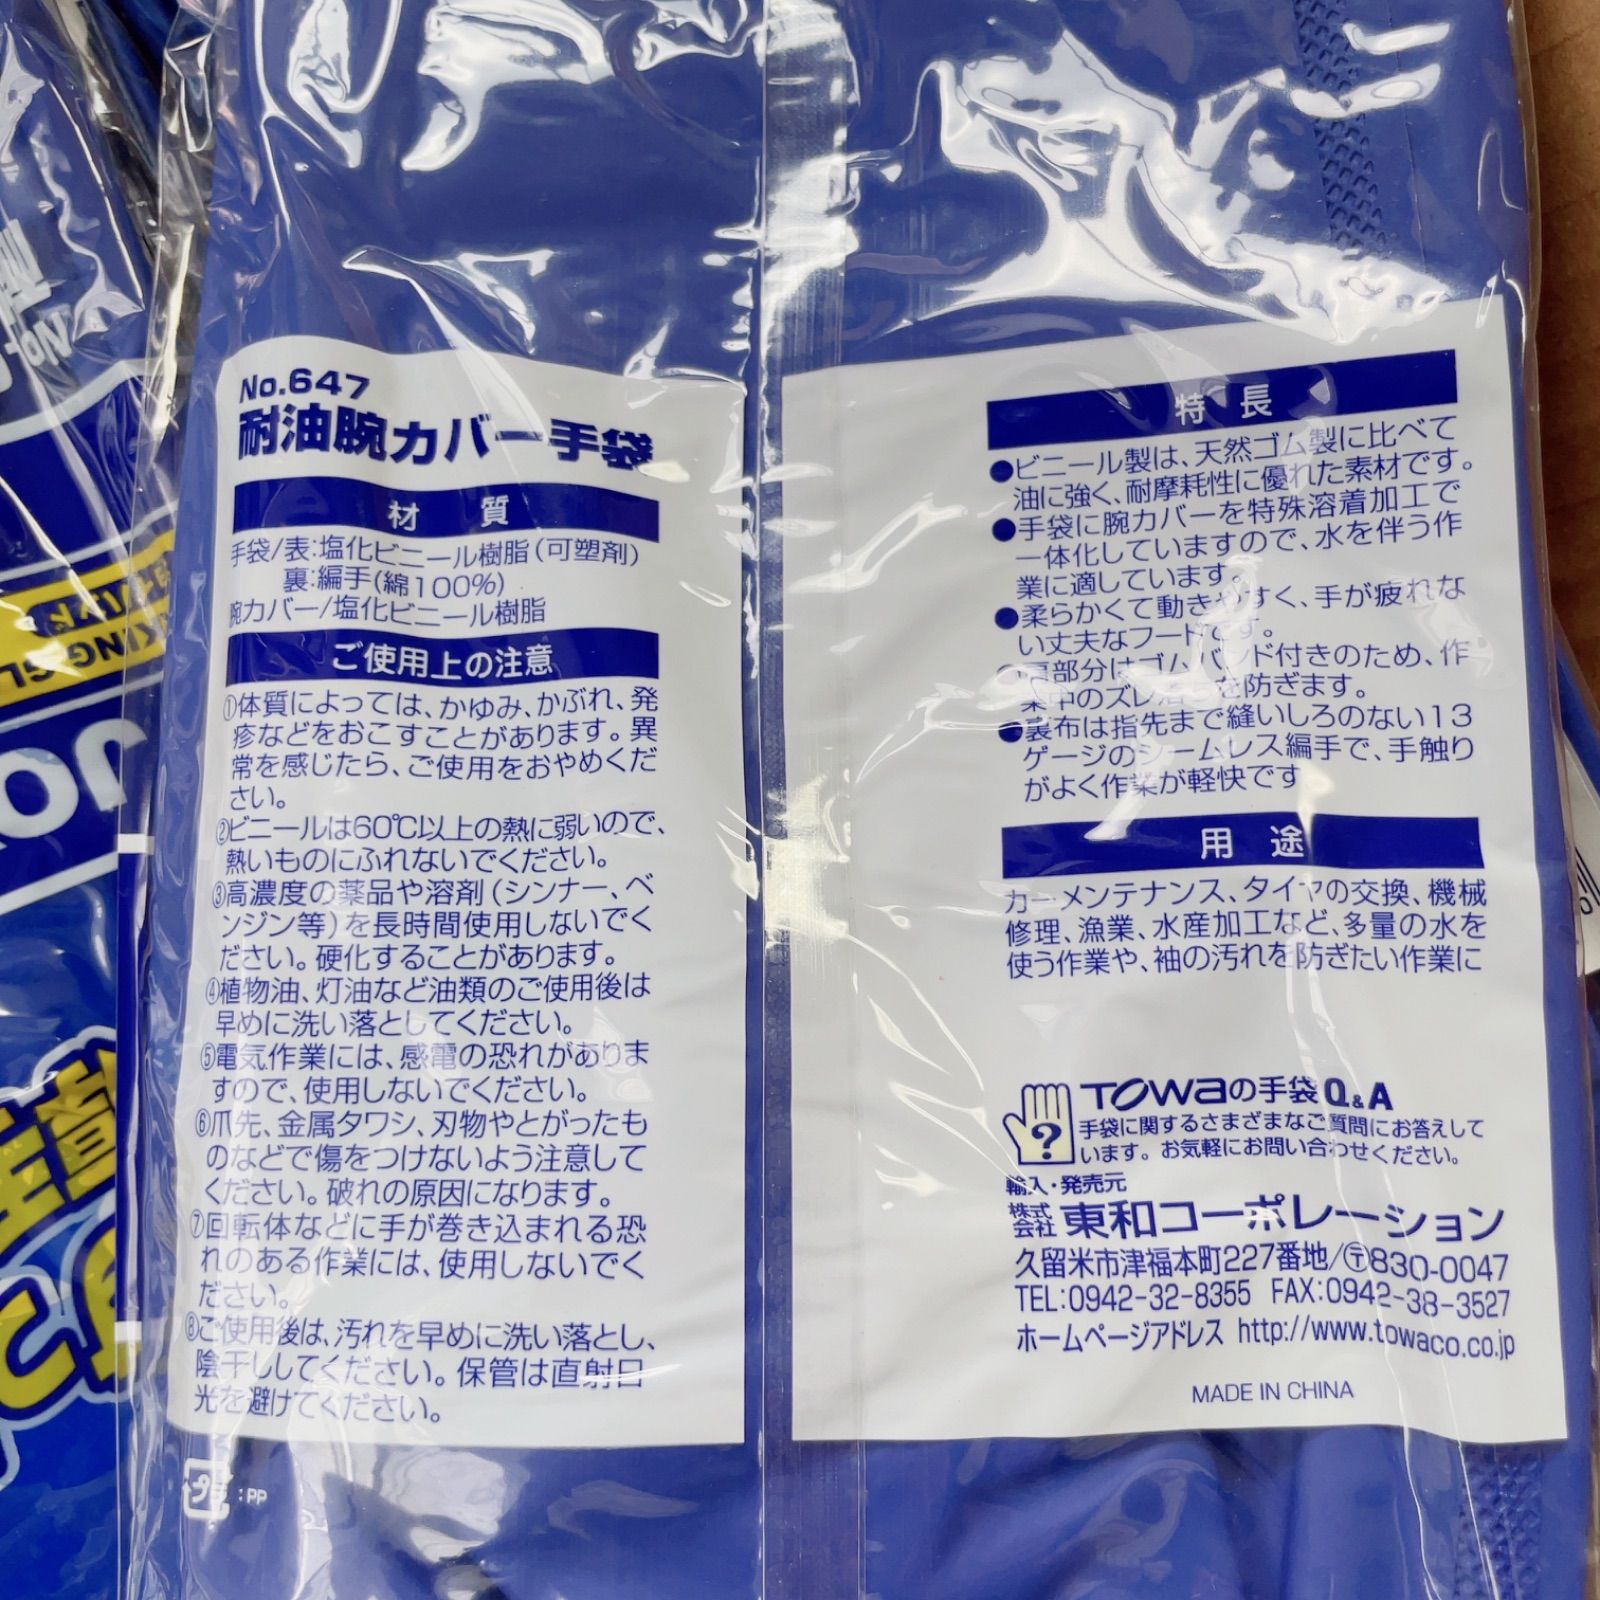 No.647
耐油腕カバー手袋
材 質
手袋/表:塩化ビニール樹脂(可塑剤)
裏:編手(綿100%)
腕カバー/塩化ビニール樹脂
ご使用上の注意
①体質によっては、かゆみ、かぶれ、発
疹などをおこすことがあります。異
常を感じたら、ご使用をおやめくだ
さい。
②ビニールは60℃以上の熱に弱いので、
熱いものにふれないでください。
③高濃度の薬品や溶剤(シンナー、ベ
ンジン等)を長時間使用しないでく
ださい。硬化することがあります。
④植物油、灯油など油類のご使用後は
早めに洗い落としてください。
⑤電気作業には、感電の恐れがありま
すので、使用しないでください。
⑥爪先、金属タワシ、刃物やとがったも
のなどで傷をつけないよう注意して
ください。破れの原因になります。
⑦回転体などに手が巻き込まれる恐
れのある作業には、使用しないでく
ださい。
⑧ご使用後は、汚れを早めに洗い落とし、
陰干ししてください。保管は直射日
光を避けてください。
プラ :PP
特 長
●ビニール製は、天然ゴム製に比べて
油に強く、耐摩耗性に優れた素材です。
●手袋に腕カバーを特殊溶着加工で
一体化していますので、水を伴う作
業に適しています。
●柔らかくて動きやすく、手が疲れな
い丈夫なフードです。
●肩部分はゴムバンド付きのため、作
業中のズレ落ちを防ぎます。
●裏布は指先まで縫いしろのない13
ゲージのシームレス編手で、手触り
がよく作業が軽快です
用 途
カーメンテナンス、タイヤの交換、機械
修理、漁業、水産加工など、多量の水を
使う作業や、袖の汚れを防ぎたい作業に
?
TOWaの手袋Q&A
手袋に関するさまざまなご質問にお答えして
います。お気軽にお問い合わせください。
輸入・発売元
株式会社 東和コーポレーション
久留米市津福本町227番地/〒830-0047
TEL:0942-32-8355 FAX:0942-38-3527
ホームページアドレス http://www.towaco.co.jp
MADE IN CHINA